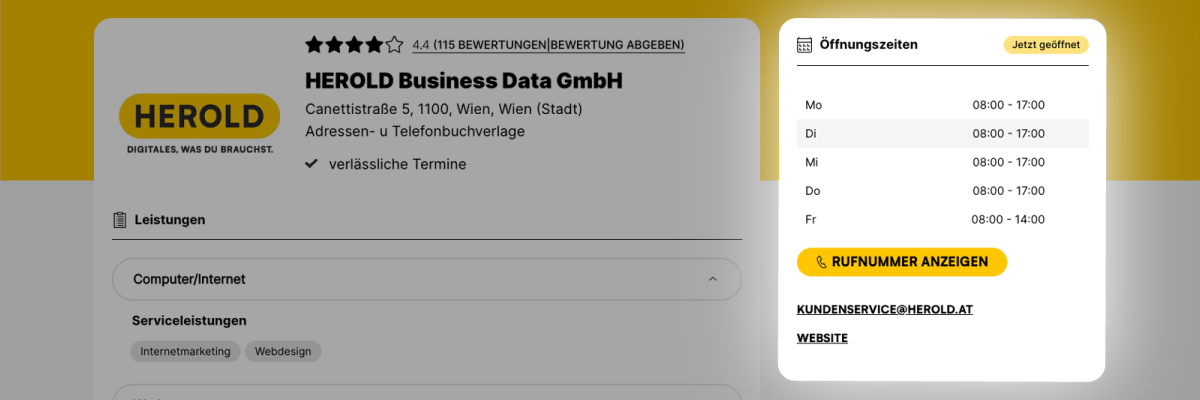 4.4 (115 BEWERTUNGEN|BEWERTUNG ABGEBEN)
HEROLD Business Data GmbH
Canettistraße 5, 1100, Wien, Wien (Stadt)
Adressen- u Telefonbuchverlage
verlässliche Termine
HEROLD
DIGITALES, WAS DU BRAUCHST.
Leistungen
Computer/Internet
Serviceleistungen
Internetmarketing Webdesign
Öffnungszeiten Jetzt geöffnet
Mo 08:00 - 17:00
Di 08:00 - 17:00
Mi 08:00 - 17:00
Do 08:00 - 17:00
Fr 08:00 - 14:00
RUFNUMMER ANZEIGEN
KUNDENSERVICE@HEROLD.AT
WEBSITE